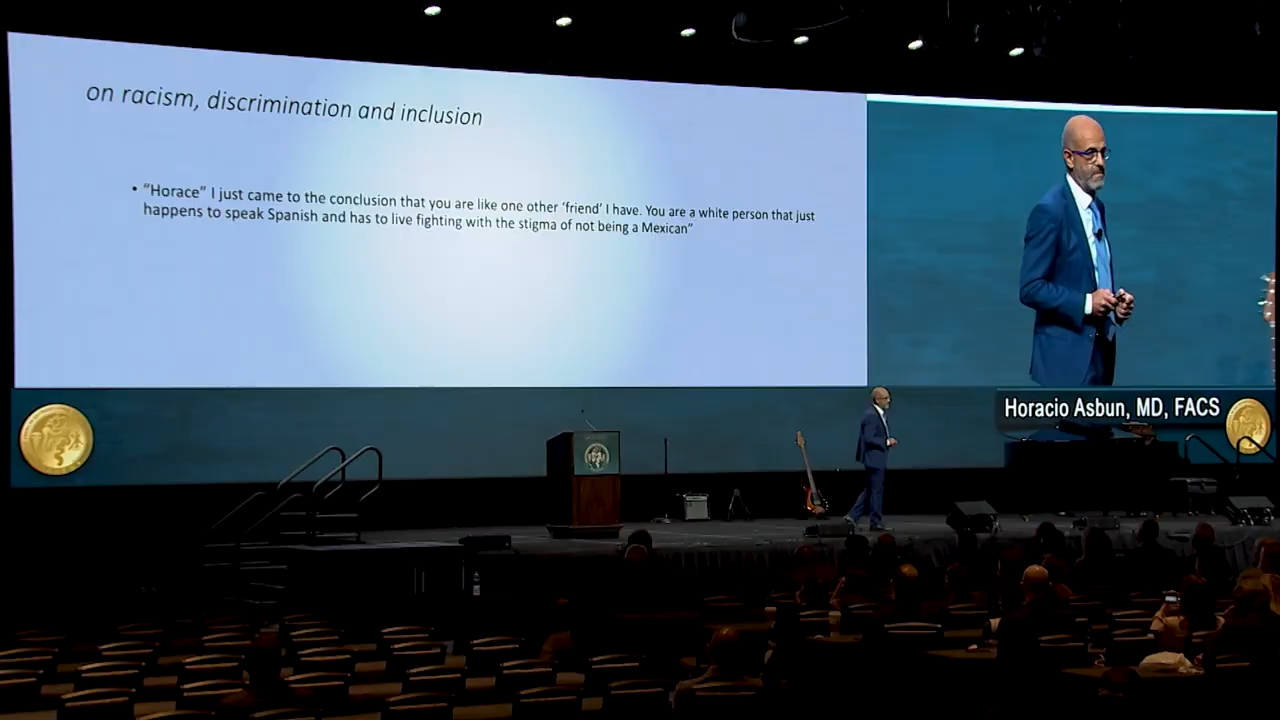 on racism, discrimination and inclusion
• “Horace” I just came to the conclusion that you are like one other ‘friend’ I have. You are a white person that just
happens to speak Spanish and has to live fighting with the stigma of not being a Mexican”
Horacio Asbun, MD, FACS